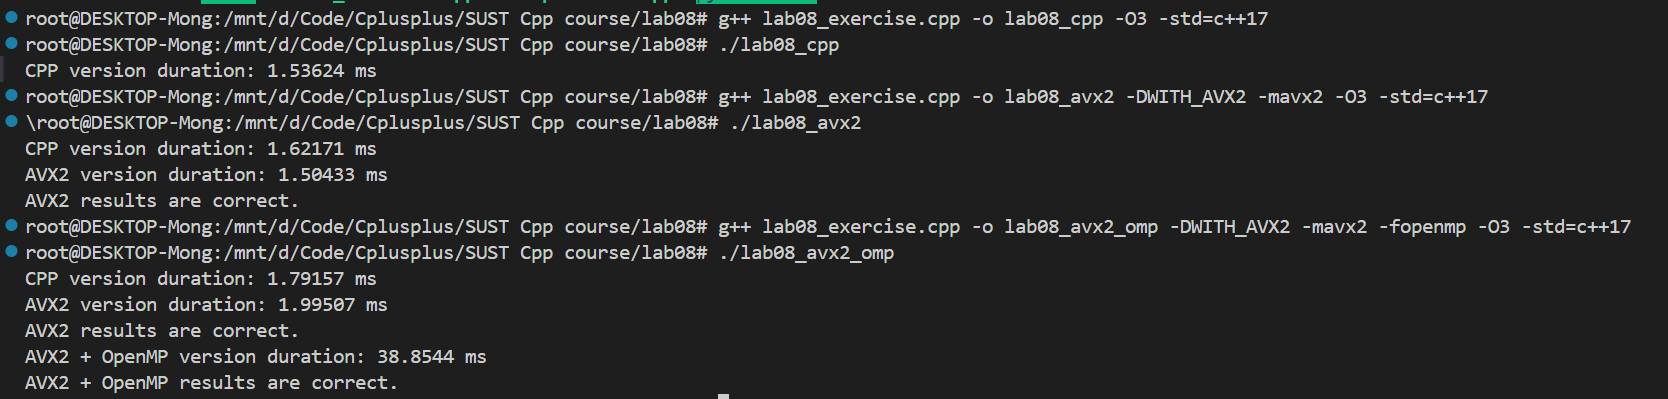 root@DESKTOP-Mong:/mnt/d/Code/Cplusplus/SUST Cpp course/lab08# g++ lab08_exercise.cpp -o lab08_cpp -O3 -std=c++17
root@DESKTOP-Mong:/mnt/d/Code/Cplusplus/SUST Cpp course/lab08# ./lab08_cpp
CPP version duration: 1.53624 ms
root@DESKTOP-Mong:/mnt/d/Code/Cplusplus/SUST Cpp course/lab08# g++ lab08_exercise.cpp -o lab08_avx2 -DWITH_AVX2 -mavx2 -O3 -std=c++17
\root@DESKTOP-Mong:/mnt/d/Code/Cplusplus/SUST Cpp course/lab08# ./lab08_avx2
CPP version duration: 1.62171 ms
AVX2 version duration: 1.50433 ms
AVX2 results are correct.
root@DESKTOP-Mong:/mnt/d/Code/Cplusplus/SUST Cpp course/lab08# g++ lab08_exercise.cpp -o lab08_avx2_omp -DWITH_AVX2 -mavx2 -fopenmp -O3 -std=c++17
root@DESKTOP-Mong:/mnt/d/Code/Cplusplus/SUST Cpp course/lab08# ./lab08_avx2_omp
CPP version duration: 1.79157 ms
AVX2 version duration: 1.99507 ms
AVX2 results are correct.
AVX2 + OpenMP version duration: 38.8544 ms
AVX2 + OpenMP results are correct.